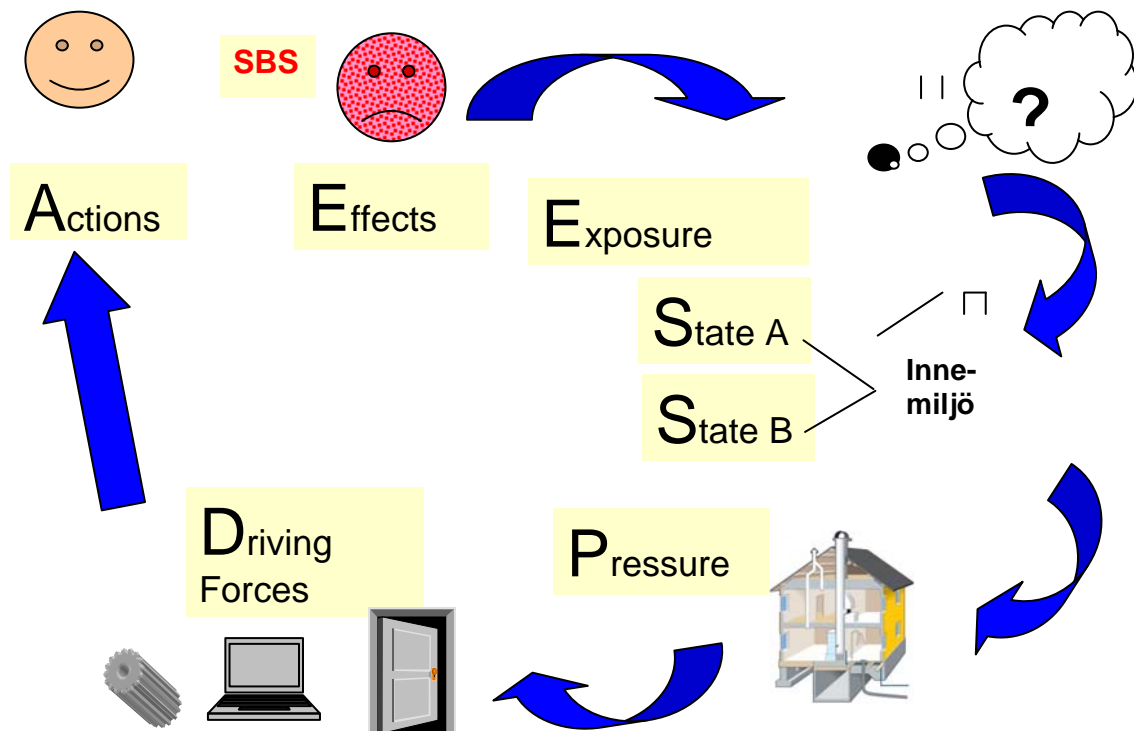 SBS
?
Actions
Effects
Exposure
State A
State B
Inne-
miljö
Driving
Forces
Pressure